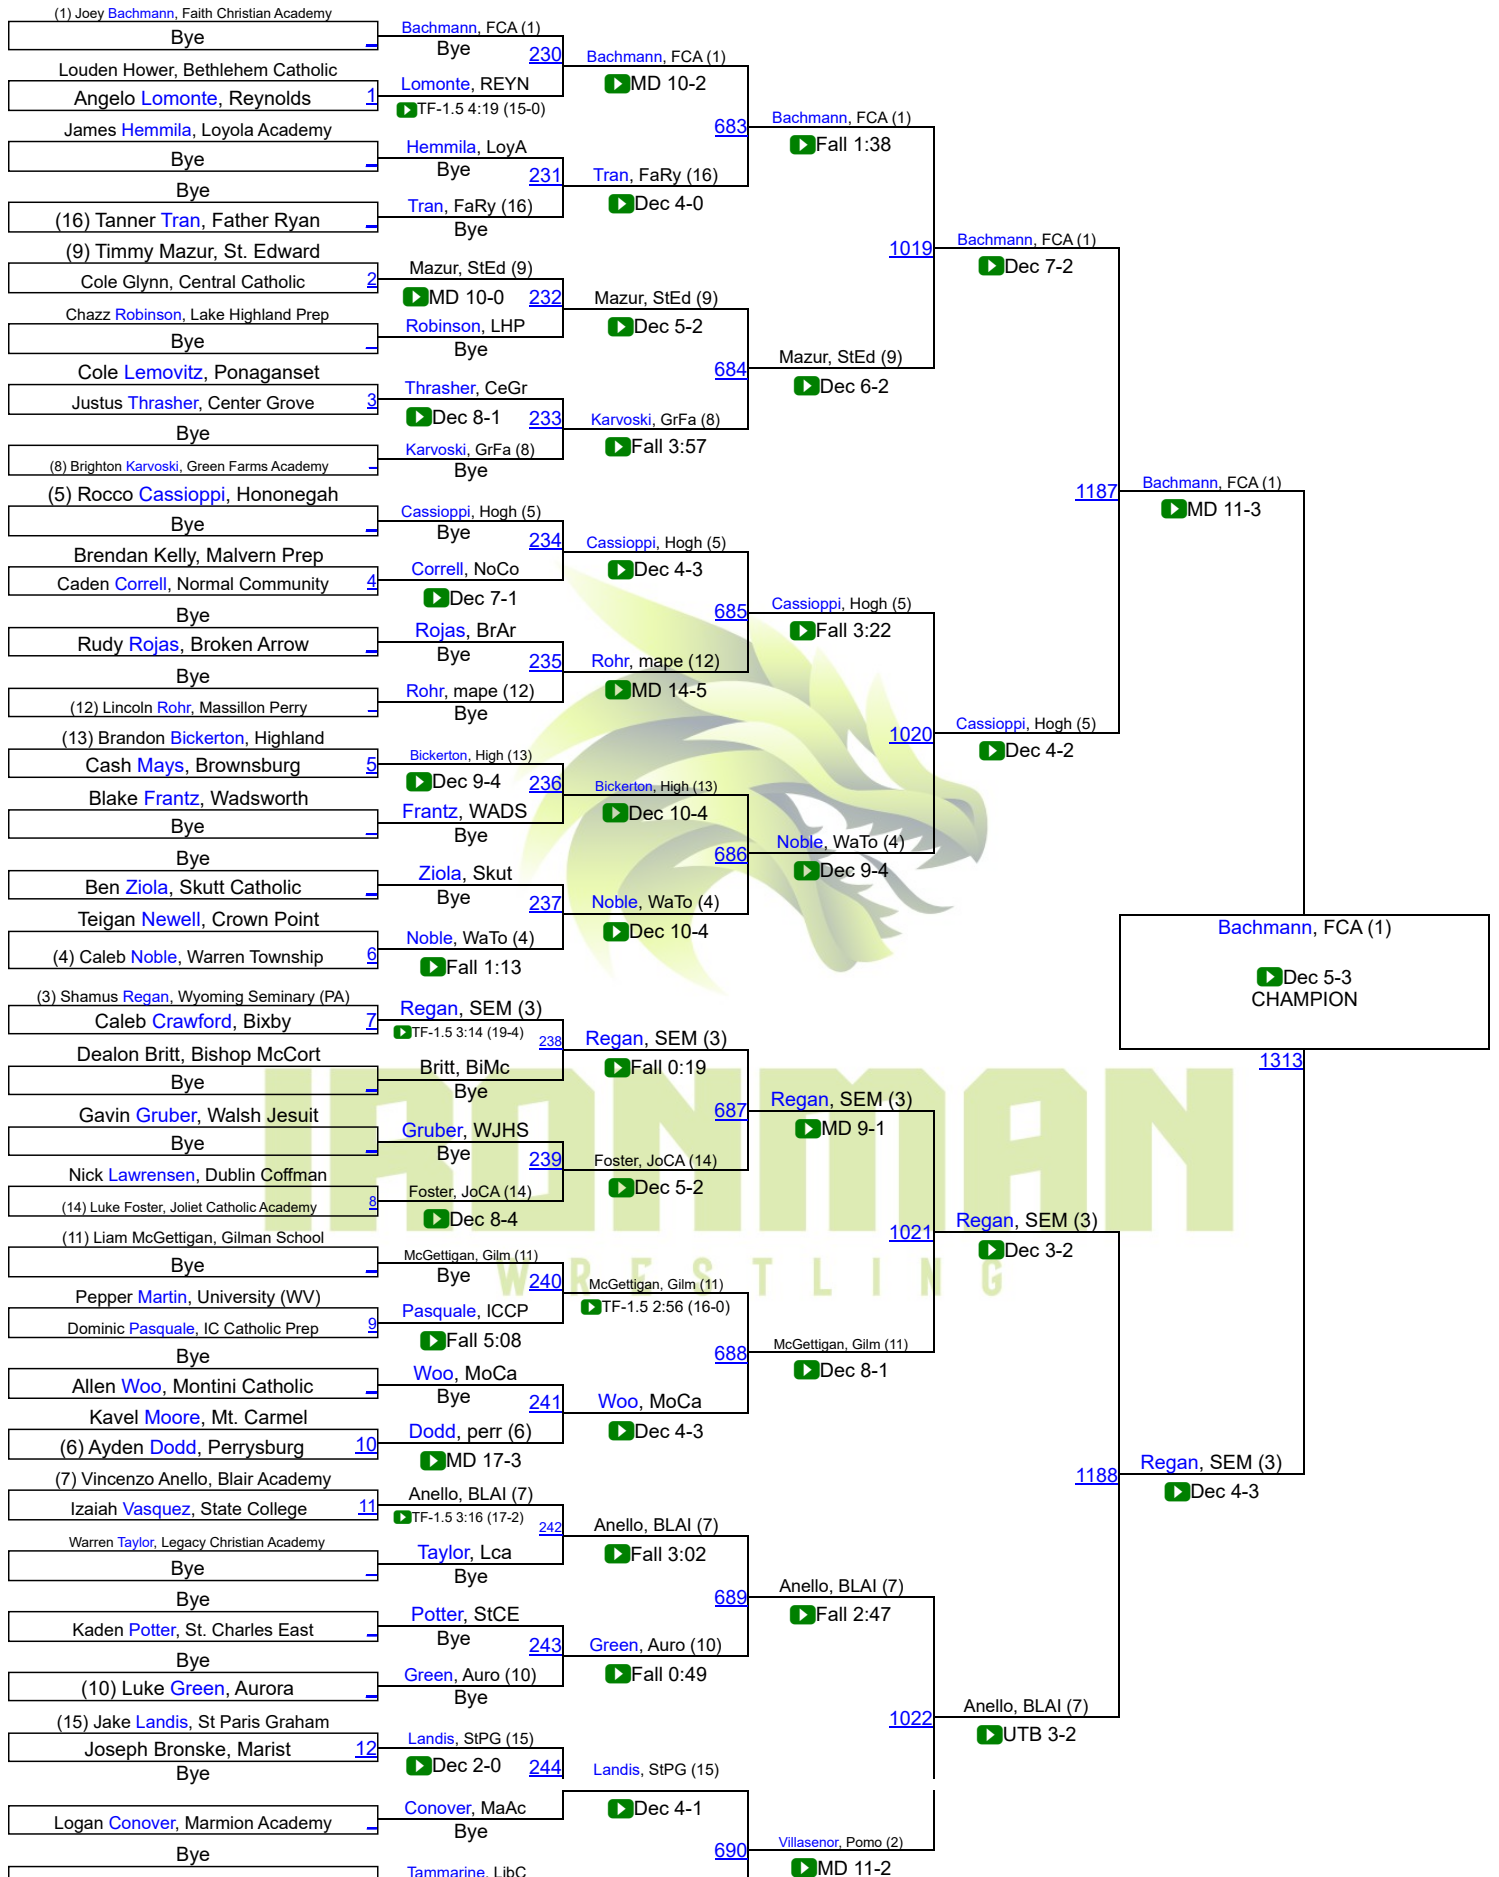 (1) Joey Bachmann, Faith Christian Academy
Bye
Louden Hower, Bethlehem Catholic
Angelo Lomonte, Reynolds 1
James Hemmila, Loyola Academy
Bye
Bye
(16) Tanner Tran, Father Ryan
(9) Timmy Mazur, St. Edward
Cole Glynn, Central Catholic 2
Chazz Robinson, Lake Highland Prep
Bye
Cole Lemovitz, Ponaganset
Justus Thrasher, Center Grove 3
Bye
(8) Brighton Karvoski, Green Farms Academy
(5) Rocco Cassioppi, Hononegah
Bye
Brendan Kelly, Malvern Prep
Caden Correll, Normal Community 4
Bye
Rudy Rojas, Broken Arrow
Bye
(12) Lincoln Rohr, Massillon Perry
(13) Brandon Bickerton, Highland
Cash Mays, Brownsburg 5
Blake Frantz, Wadsworth
Bye
Bye
Ben Ziola, Skutt Catholic
Teigan Newell, Crown Point
(4) Caleb Noble, Warren Township 6
(3) Shamus Regan, Wyoming Seminary (PA)
Caleb Crawford, Bixby 7
Dealon Britt, Bishop McCort
Bye
Gavin Gruber, Walsh Jesuit
Bye
Nick Lawrensen, Dublin Coffman
(14) Luke Foster, Joliet Catholic Academy 8
(11) Liam McGettigan, Gilman School
Bye
Pepper Martin, University (WV)
Dominic Pasquale, IC Catholic Prep 9
Bye
Allen Woo, Montini Catholic
Kavel Moore, Mt. Carmel
(6) Ayden Dodd, Perrysburg 10
(7) Vincenzo Anello, Blair Academy
Izaiah Vasquez, State College 11
Warren Taylor, Legacy Christian Academy
Bye
Bye
Kaden Potter, St. Charles East
Bye
(10) Luke Green, Aurora
(15) Jake Landis, St Paris Graham
Joseph Bronske, Marist 12
Bye
Logan Conover, Marmion Academy
Bye
Bachmann, FCA (1)
Bye
230
Lomonte, REYN
TF-1.5 4:19 (15-0)
Hemmila, LoyA
Bye
231
Tran, FaRy (16)
Bye
Mazur, StEd (9)
MD 10-0
232
Robinson, LHP
Bye
Thrasher, CeGr
Dec 8-1
233
Karvoski, GrFa (8)
Bye
Cassioppi, Hogh (5)
Bye
234
Correll, NoCo
Dec 7-1
Rojas, BrAr
Bye
235
Rohr, mape (12)
Bye
Bickerton, High (13)
Dec 9-4
236
Frantz, WADS
Bye
Ziola, Skut
Bye
237
Noble, WaTo (4)
Fall 1:13
Regan, SEM (3)
TF-1.5 3:14 (19-4)
238
Britt, BiMc
Bye
Gruber, WJHS
Bye
239
Foster, JoCA (14)
Dec 8-4
McGettigan, Gilm (11)
Bye
240
Pasquale, ICCP
Fall 5:08
Woo, MoCa
Bye
241
Dodd, perr (6)
MD 17-3
Anello, BLAI (7)
TF-1.5 3:16 (17-2)
242
Taylor, Lca
Bye
Potter, StCE
Bye
243
Green, Auro (10)
Bye
Landis, StPG (15)
Dec 2-0
244
Conover, MaAc
Bye
Tammarine, LibC
Bachmann, FCA (1)
MD 10-2
683
Tran, FaRy (16)
Dec 4-0
Mazur, StEd (9)
Dec 5-2
684
Karvoski, GrFa (8)
Fall 3:57
Cassioppi, Hogh (5)
Dec 4-3
685
Rohr, mape (12)
MD 14-5
Bickerton, High (13)
Dec 10-4
686
Noble, WaTo (4)
Dec 10-4
Regan, SEM (3)
Fall 0:19
687
Foster, JoCA (14)
Dec 5-2
McGettigan, Gilm (11)
TF-1.5 2:56 (16-0)
688
Woo, MoCa
Dec 4-3
Anello, BLAI (7)
Fall 3:02
689
Green, Auro (10)
Fall 0:49
Landis, StPG (15)
Dec 4-1
690
Bachmann, FCA (1)
Fall 1:38
1019
Mazur, StEd (9)
Dec 6-2
Cassioppi, Hogh (5)
Fall 3:22
1020
Noble, WaTo (4)
Dec 9-4
Regan, SEM (3)
MD 9-1
1021
McGettigan, Gilm (11)
Dec 8-1
Anello, BLAI (7)
Fall 2:47
1022
Villasenor, Pomo (2)
MD 11-2
Bachmann, FCA (1)
Dec 7-2
1187
Cassioppi, Hogh (5)
Dec 4-2
Regan, SEM (3)
Dec 3-2
1188
Anello, BLAI (7)
UTB 3-2
Bachmann, FCA (1)
MD 11-3
Regan, SEM (3)
Dec 4-3
Bachmann, FCA (1)
Dec 5-3
CHAMPION
1313
IRONMAN
WRESTLING